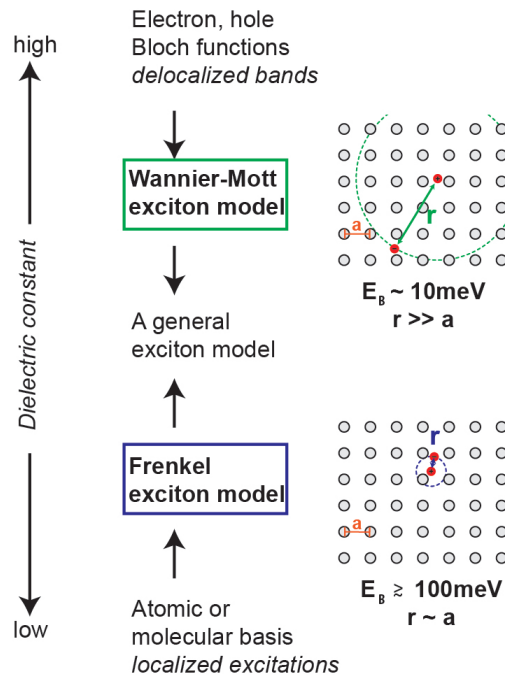 high
Electron, hole
Bloch functions
delocalized bands
Dielectric constant
Wannier-Mott
exciton model
+
r
a
-
E_B ~ 10meV
r >> a
A general
exciton model
Frenkel
exciton model
r
-
+
a
E_B ≳ 100meV
r ~ a
low
Atomic or
molecular basis
localized excitations